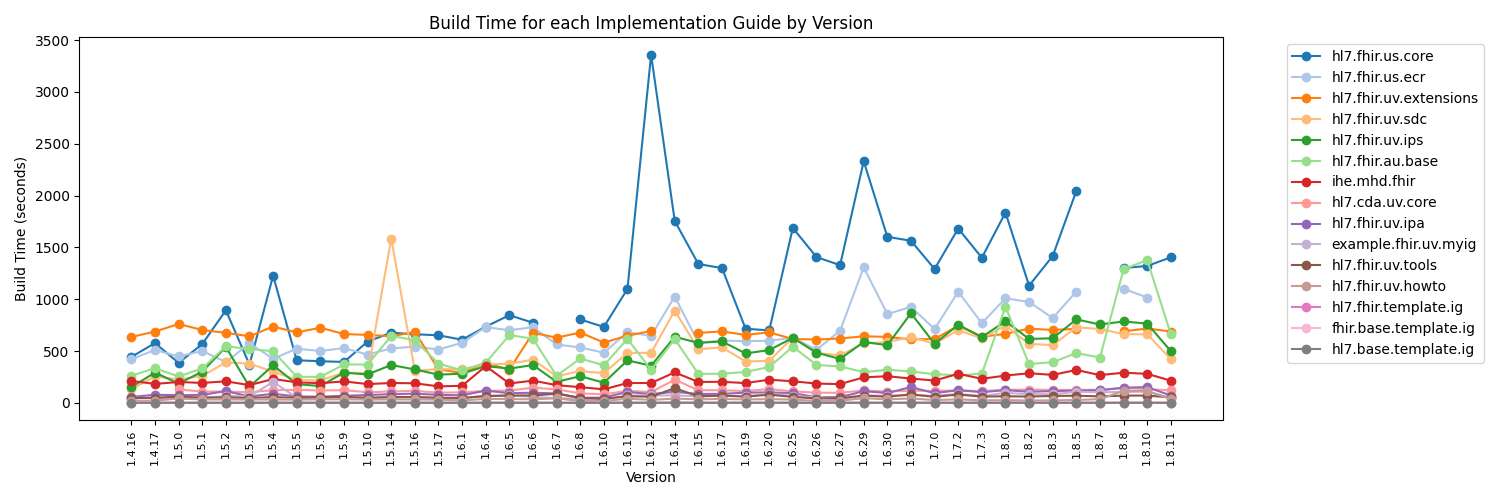 Build Time for each Implementation Guide by Version
Build Time (seconds)
3500
3000
2500
2000
1500
1000
500
0
1.4.16
1.4.17
1.5.0
1.5.1
1.5.2
1.5.3
1.5.4
1.5.5
1.5.6
1.5.9
1.5.10
1.5.14
1.5.16
1.5.17
1.6.1
1.6.4
1.6.5
1.6.6
1.6.7
1.6.8
1.6.10
1.6.11
1.6.12
1.6.14
1.6.15
1.6.17
1.6.19
1.6.20
1.6.25
1.6.26
1.6.27
1.6.29
1.6.30
1.6.31
1.7.0
1.7.2
1.7.3
1.8.0
1.8.2
1.8.3
1.8.5
1.8.7
1.8.8
1.8.10
1.8.11
Version
hl7.fhir.us.core
hl7.fhir.us.ecr
hl7.fhir.uv.extensions
hl7.fhir.uv.sdc
hl7.fhir.uv.ips
hl7.fhir.au.base
ihe.mhd.fhir
hl7.cda.uv.core
hl7.fhir.uv.ipa
example.fhir.uv.myig
hl7.fhir.uv.tools
hl7.fhir.uv.howto
hl7.fhir.template.ig
fhir.base.template.ig
hl7.base.template.ig